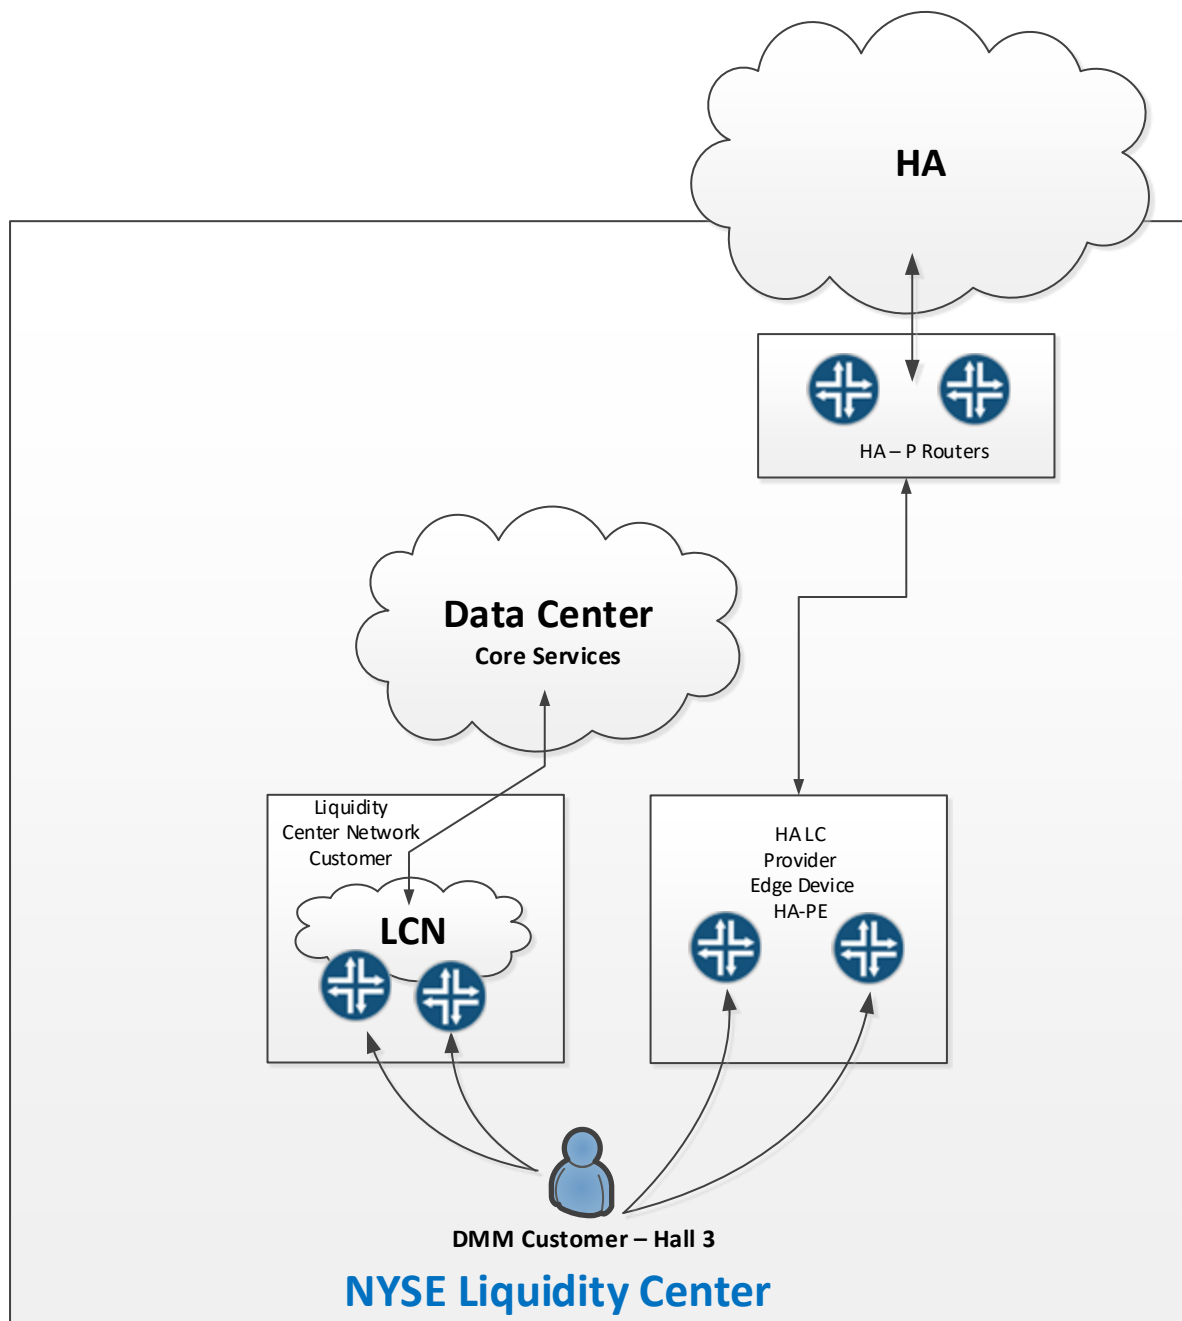 HA
HA – P Routers
Data Center
Core Services
Liquidity
Center Network
Customer
LCN
HA LC
Provider
Edge Device
HA-PE
DMM Customer – Hall 3
NYSE Liquidity Center